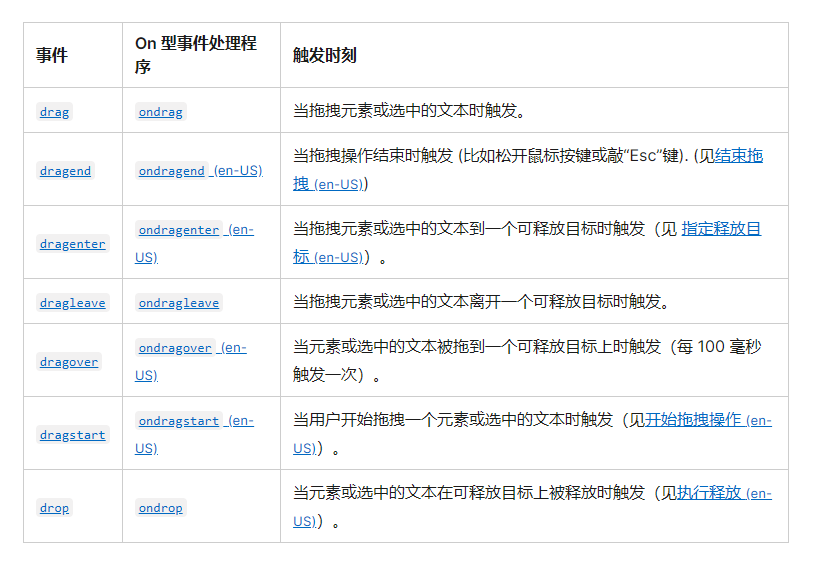 事件 On 型事件处理程 触发时刻
序
drag ondrag 当拖拽元素或选中的文本时触发。
dragend ondragend (en-US) 当拖拽操作结束时触发 (比如松开鼠标按键或敲“Esc”键). (见结束拖
拽 (en-US))
dragenter ondragenter (en- 当拖拽元素或选中的文本到一个可释放目标时触发（见 指定释放目
US) 标 (en-US)）。
dragleave ondragleave 当拖拽元素或选中的文本离开一个可释放目标时触发。
dragover ondragover (en- 当元素或选中的文本被拖到一个可释放目标上时触发（每 100 毫秒
US) 触发一次）。
dragstart ondragstart (en- 当用户开始拖拽一个元素或选中的文本时触发（见开始拖拽操作 (en-
US) US)）。
drop ondrop 当元素或选中的文本在可释放目标上被释放时触发（见执行释放 (en-
US)）。